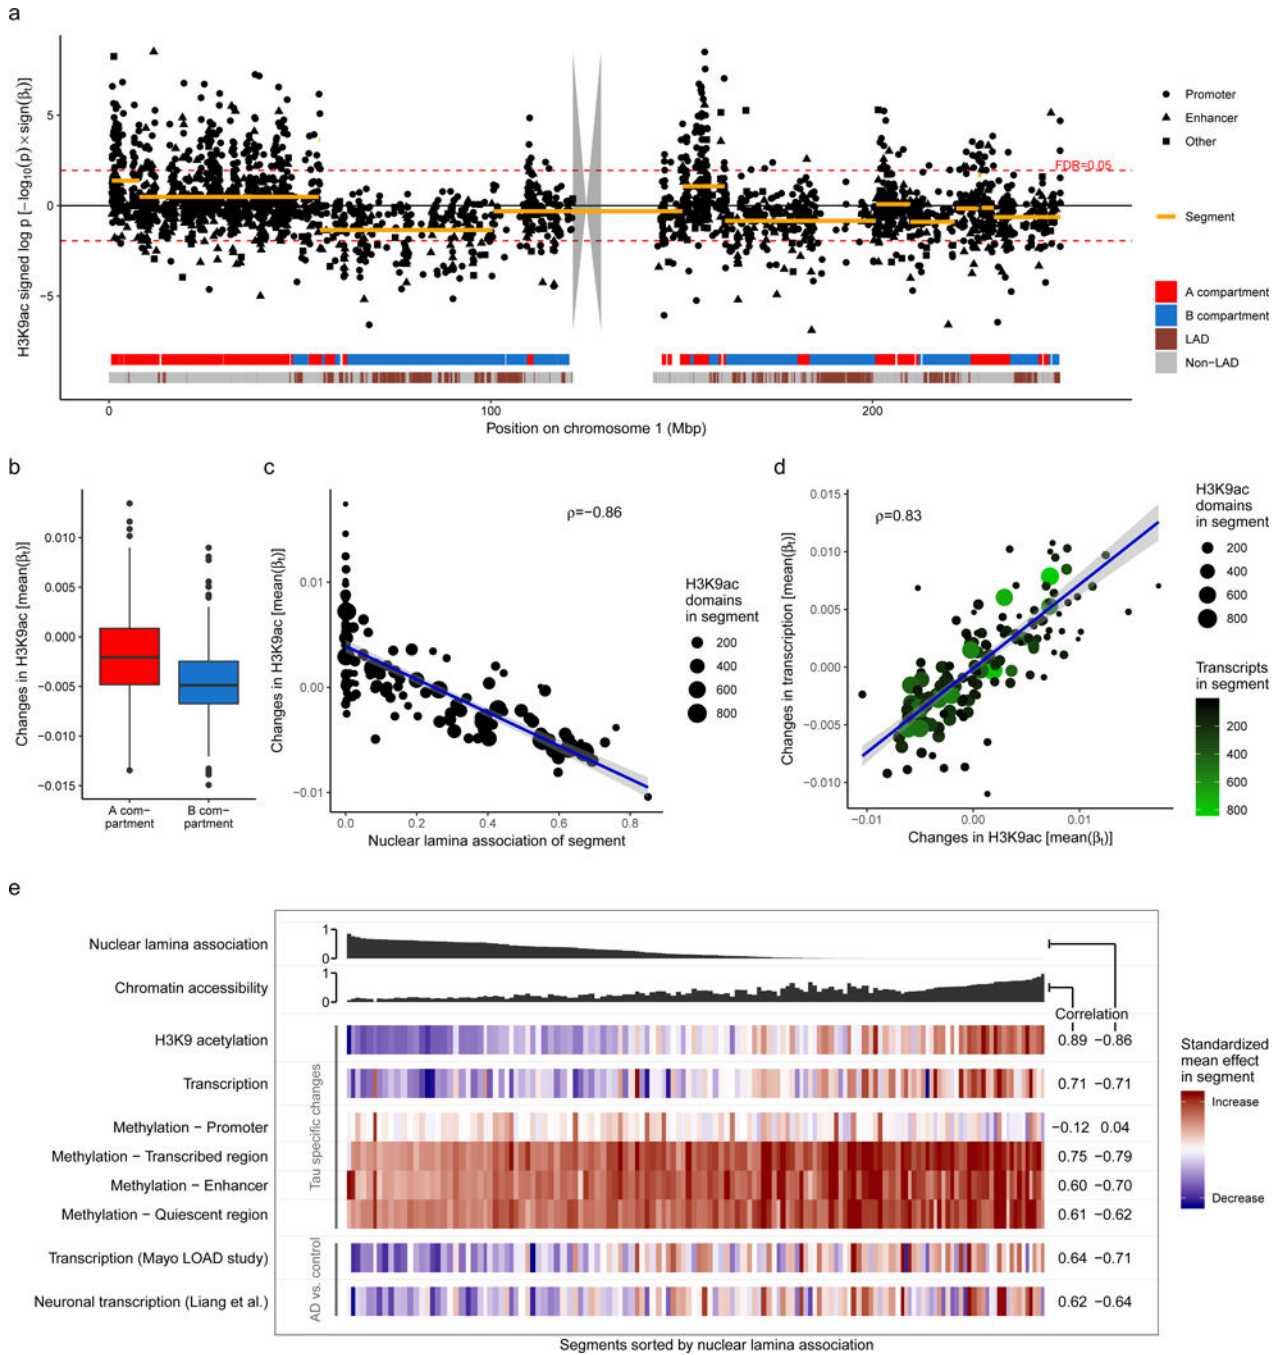 a
H3K9ac signed log p [−log₁₀(p) × sign(β̂ₜ)]
5
0
−5
FDR=0.05
0
100
200
Position on chromosome 1 (Mbp)
Promoter
Enhancer
Other
Segment
A compartment
B compartment
LAD
Non−LAD
b
Changes in H3K9ac [mean(β̂ₜ)]
0.010
0.005
0.000
−0.005
−0.010
−0.015
A com−
partment
B com−
partment
c
ρ=−0.86
Changes in H3K9ac [mean(β̂ₜ)]
0.01
0.00
−0.01
0.0
0.2
0.4
0.6
0.8
Nuclear lamina association of segment
H3K9ac
domains
in segment
200
400
600
800
d
ρ=0.83
Changes in transcription [mean(β̂ₜ)]
0.015
0.010
0.005
0.000
−0.005
−0.010
−0.01
0.00
0.01
Changes in H3K9ac [mean(β̂ₜ)]
H3K9ac
domains
in segment
200
400
600
800
Transcripts
in segment
200
400
600
800
e
Nuclear lamina association
1
0
Chromatin accessibility
1
0
Correlation
Tau specific changes
H3K9 acetylation
0.89 −0.86
Transcription
0.71 −0.71
Methylation − Promoter
−0.12 0.04
Methylation − Transcribed region
0.75 −0.79
Methylation − Enhancer
0.60 −0.70
Methylation − Quiescent region
0.61 −0.62
AD vs. control
Transcription (Mayo LOAD study)
0.64 −0.71
Neuronal transcription (Liang et al.)
0.62 −0.64
Segments sorted by nuclear lamina association
Standardized
mean effect
in segment
Increase
Decrease